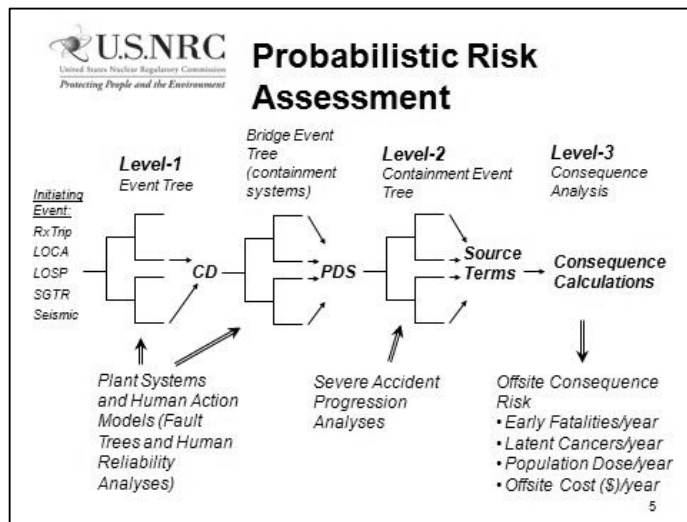 U.S.NRC
United States Nuclear Regulatory Commission
Protecting People and the Environment
Probabilistic Risk
Assessment
Level-1
Event Tree
Bridge Event
Tree
(containment
systems)
Level-2
Containment Event
Tree
Level-3
Consequence
Analysis
Initiating
Event:
RxTrip
LOCA
LOSP
SGTR
Seismic
CD
PDS
Source
Terms
Consequence
Calculations
Plant Systems
and Human Action
Models (Fault
Trees and Human
Reliability
Analyses)
Severe Accident
Progression
Analyses
Offsite Consequence
Risk
• Early Fatalities/year
• Latent Cancers/year
• Population Dose/year
• Offsite Cost ($)/year
5